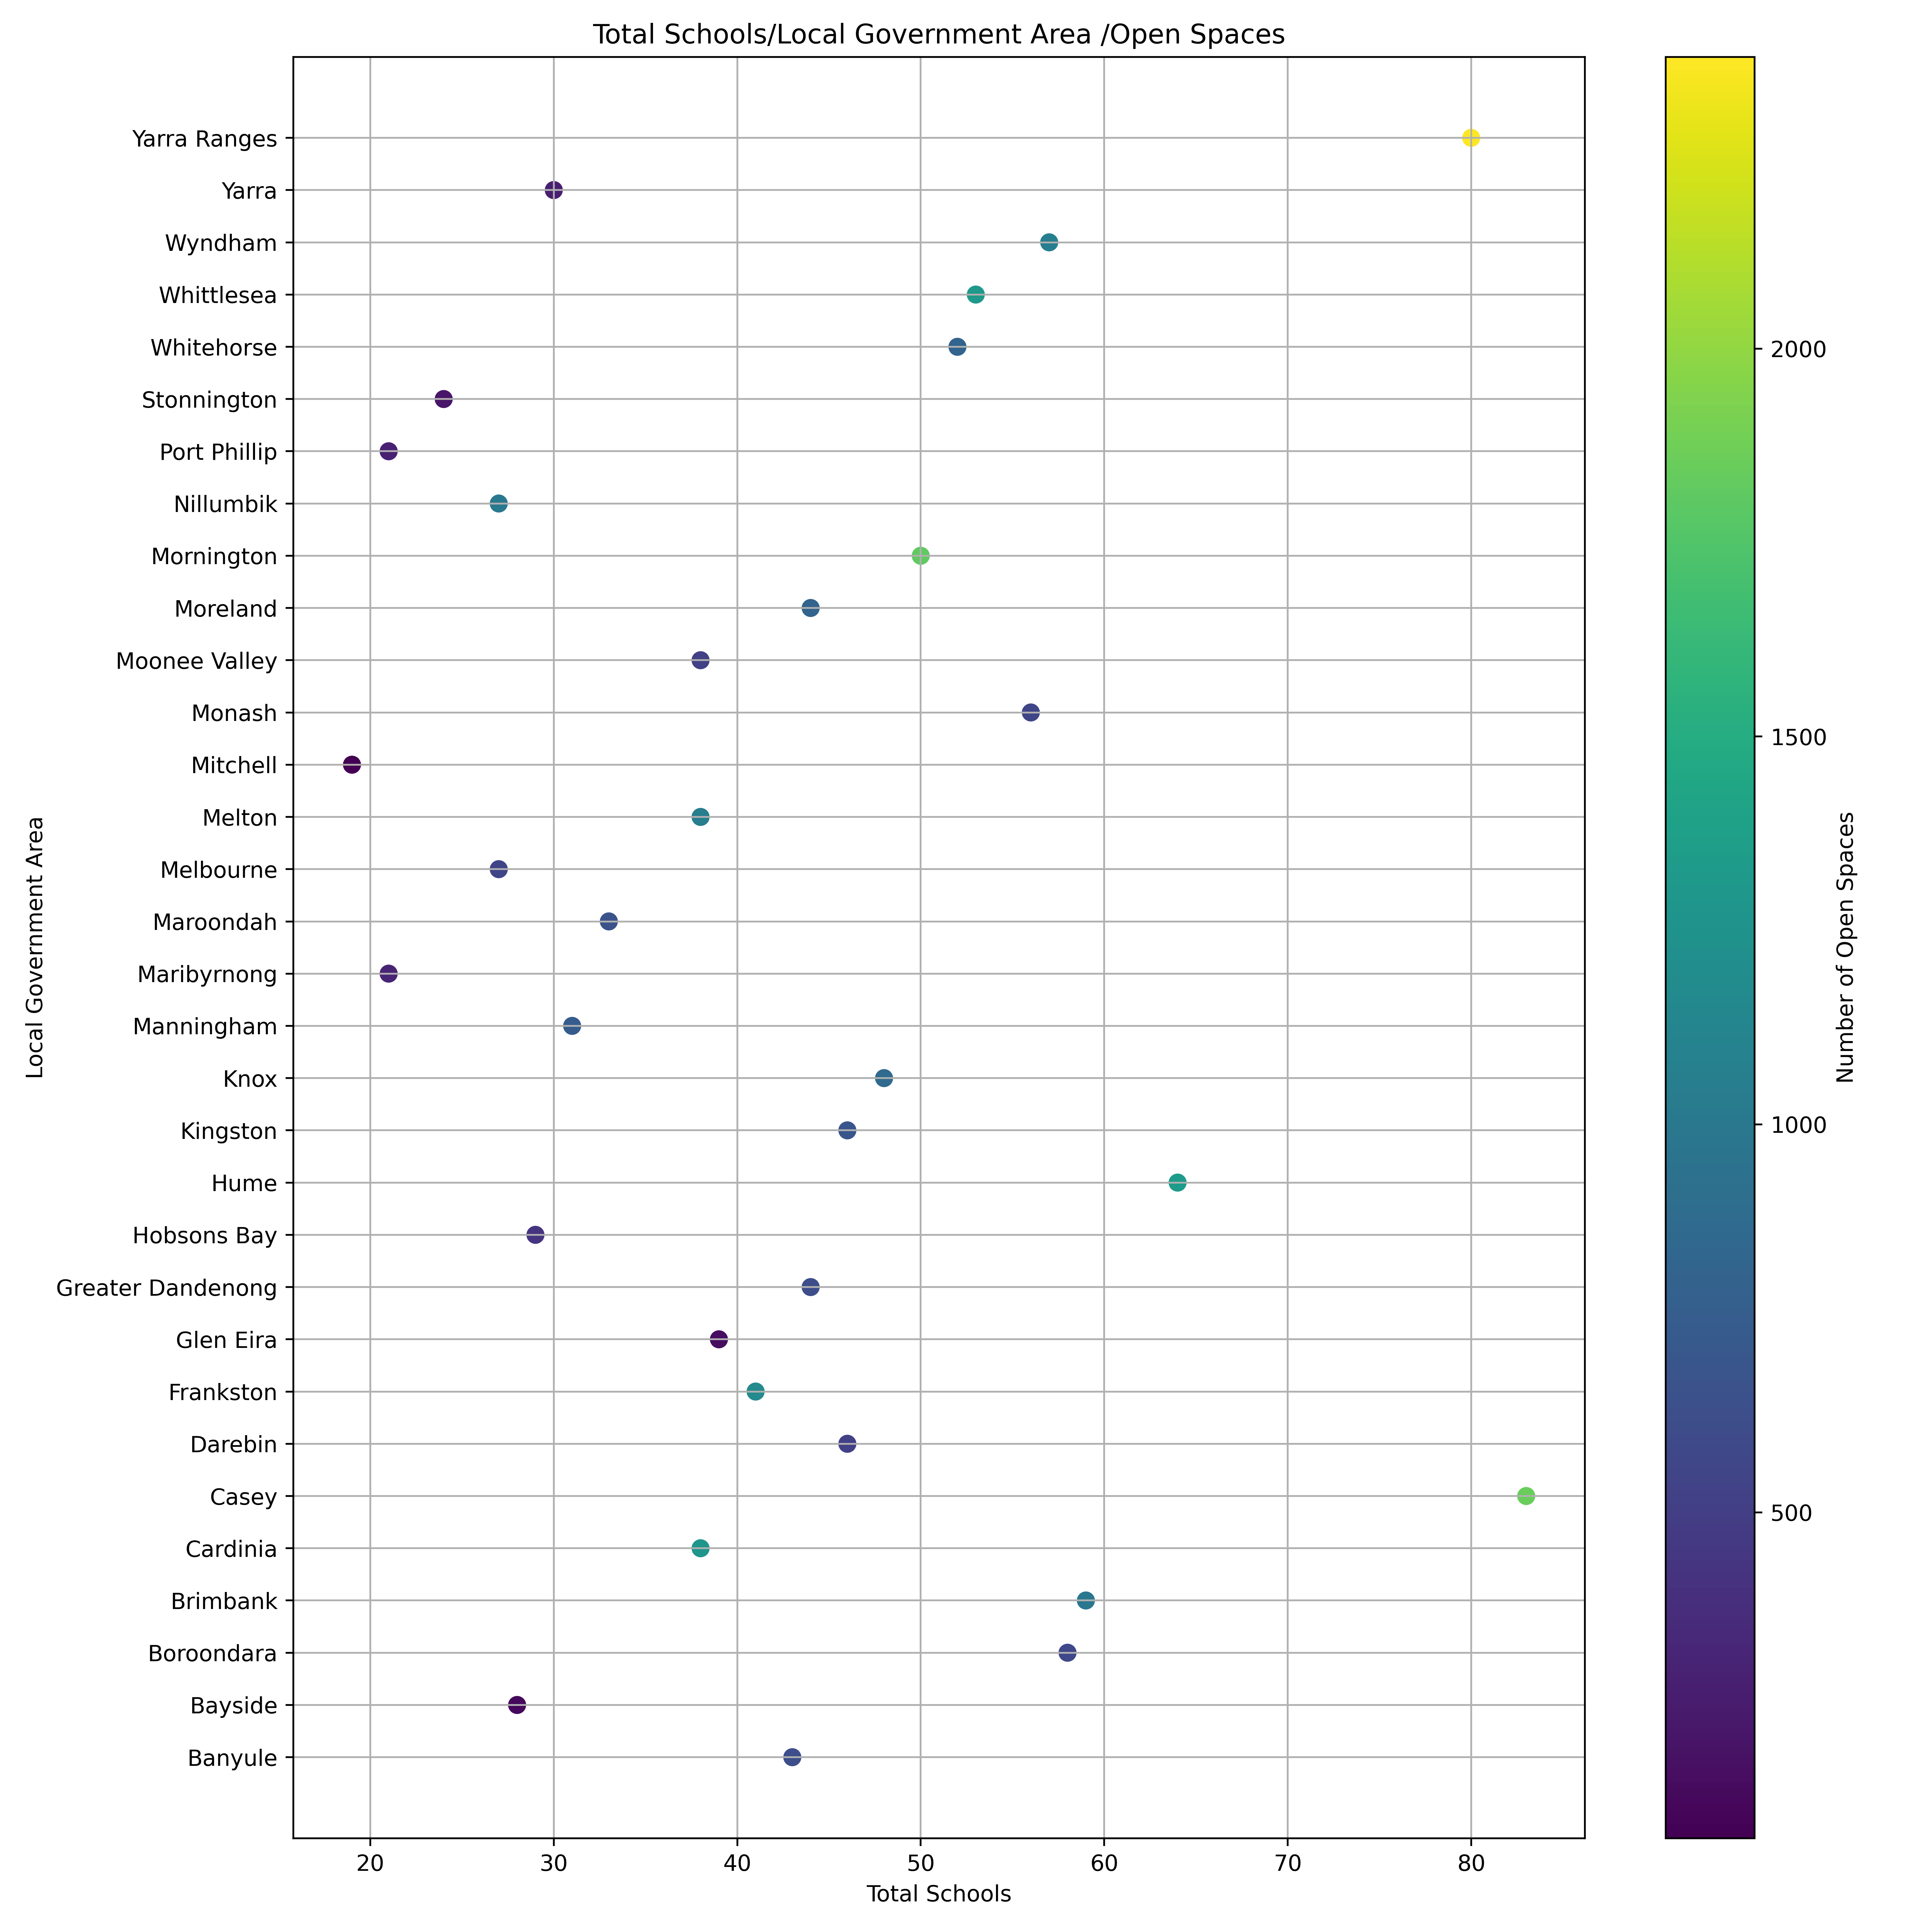 Total Schools/Local Government Area /Open Spaces
Yarra Ranges
Yarra
Wyndham
Whittlesea
Whitehorse
Stonnington
Port Phillip
Nillumbik
Mornington
Moreland
Moonee Valley
Monash
Mitchell
Melton
Melbourne
Maroondah
Maribyrnong
Manningham
Knox
Kingston
Hume
Hobsons Bay
Greater Dandenong
Glen Eira
Frankston
Darebin
Casey
Cardinia
Brimbank
Boroondara
Bayside
Banyule
Local Government Area
20 30 40 50 60 70 80
Total Schools
2000
1500
1000
500
Number of Open Spaces